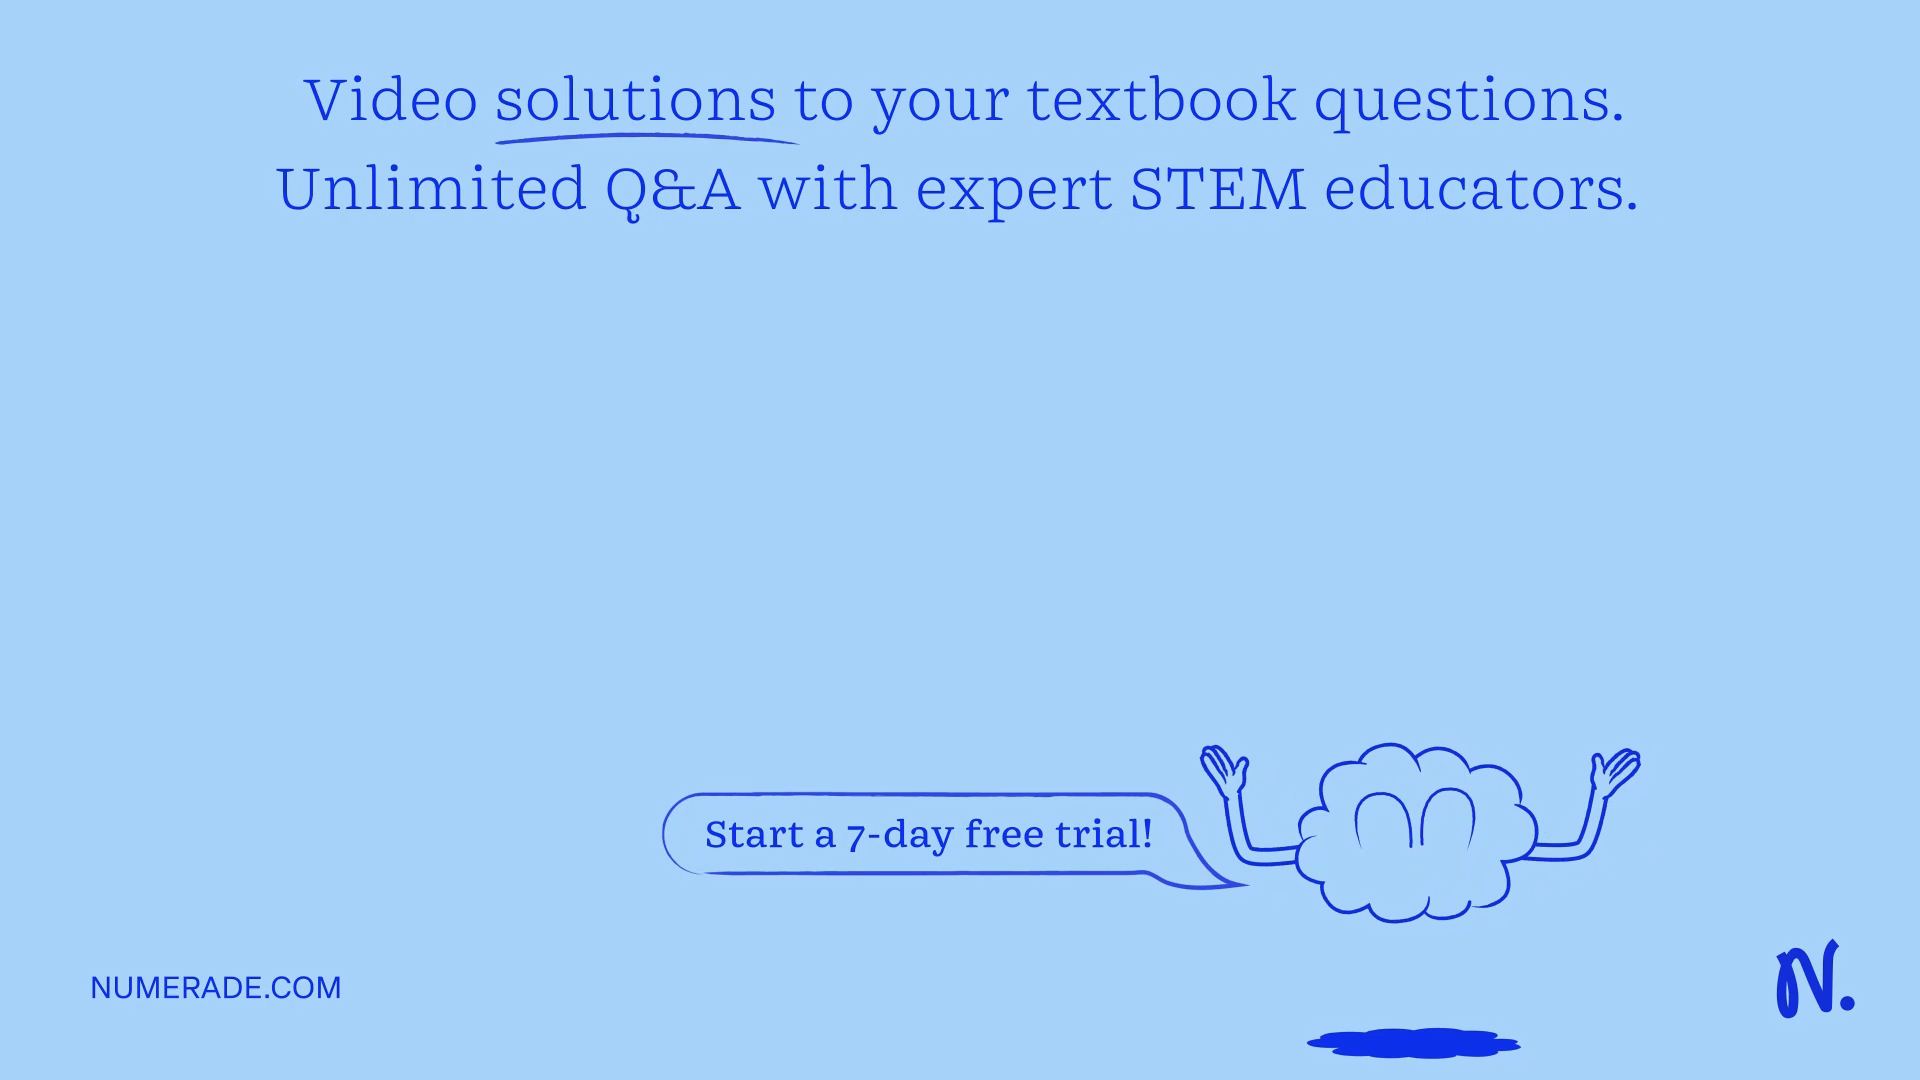 Video solutions to your textbook questions.
Unlimited Q&A with expert STEM educators.
Start a 7-day free trial!
NUMERADE.COM
N.